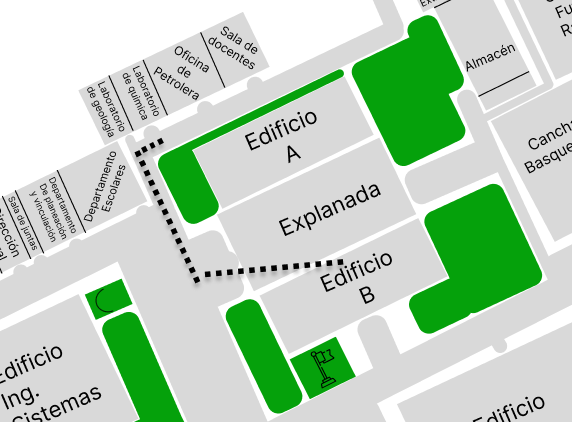 Sala de
docentes
Oficina
de
Petrolera
Laboratorio
de química
Laboratorio
de geología
Almacén
Edificio
A
Departamento
Escolares
Departamento
De planeación
y vinculación
Sala de juntas
Explanada
Edificio
B
Edificio
Ing.
Sistemas
Edificio